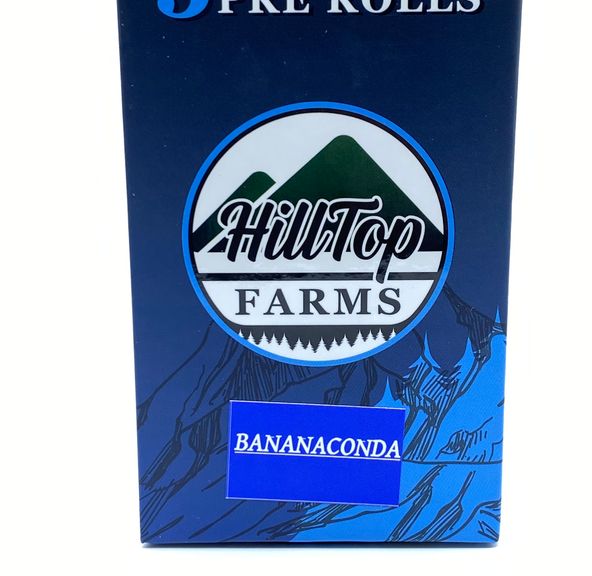 PRE ROLLS
HillTop
FARMS
BANANACONDA